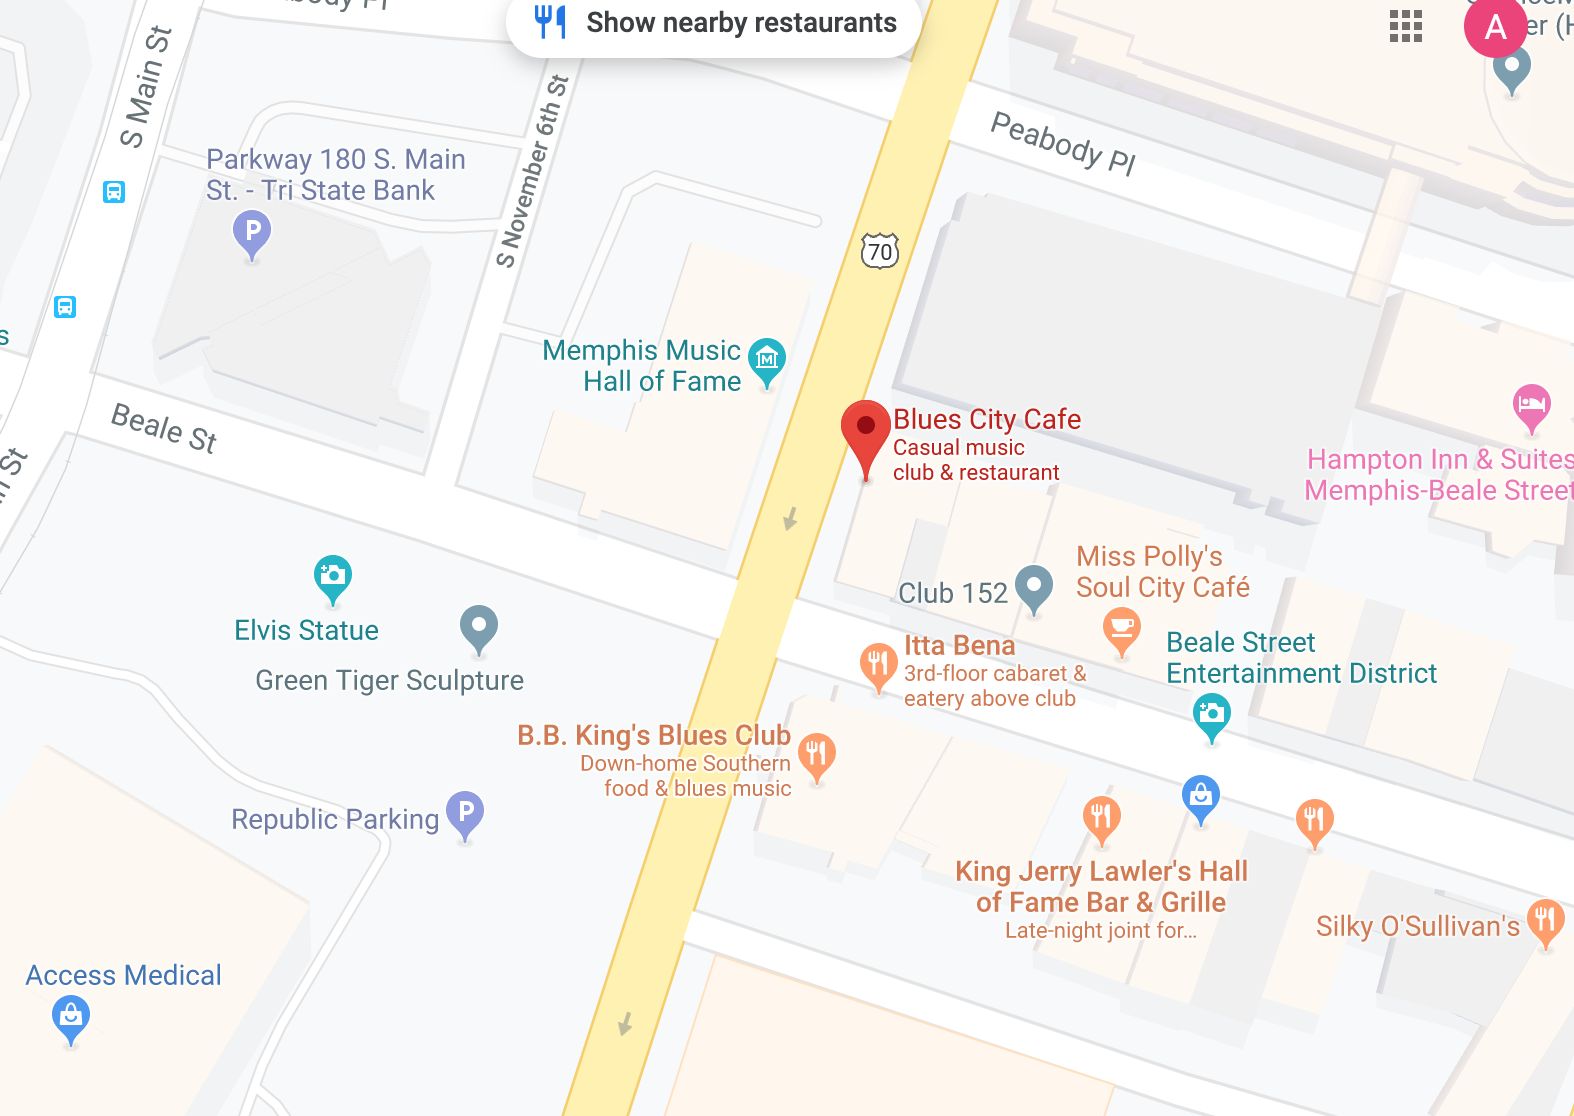 Show nearby restaurants
A
S Main St
Parkway 180 S. Main
St. - Tri State Bank
P
S November 6th St
Peabody Pl
70
Memphis Music
Hall of Fame
M
Beale St
Blues City Cafe
Casual music
club & restaurant
Hampton Inn & Suites
Memphis-Beale Street
Elvis Statue
Green Tiger Sculpture
Club 152
Miss Polly's
Soul City Café
Itta Bena
3rd-floor cabaret &
eatery above club
Beale Street
Entertainment District
B.B. King's Blues Club
Down-home Southern
food & blues music
Republic Parking
P
King Jerry Lawler's Hall
of Fame Bar & Grille
Late-night joint for...
Silky O'Sullivan's
Access Medical